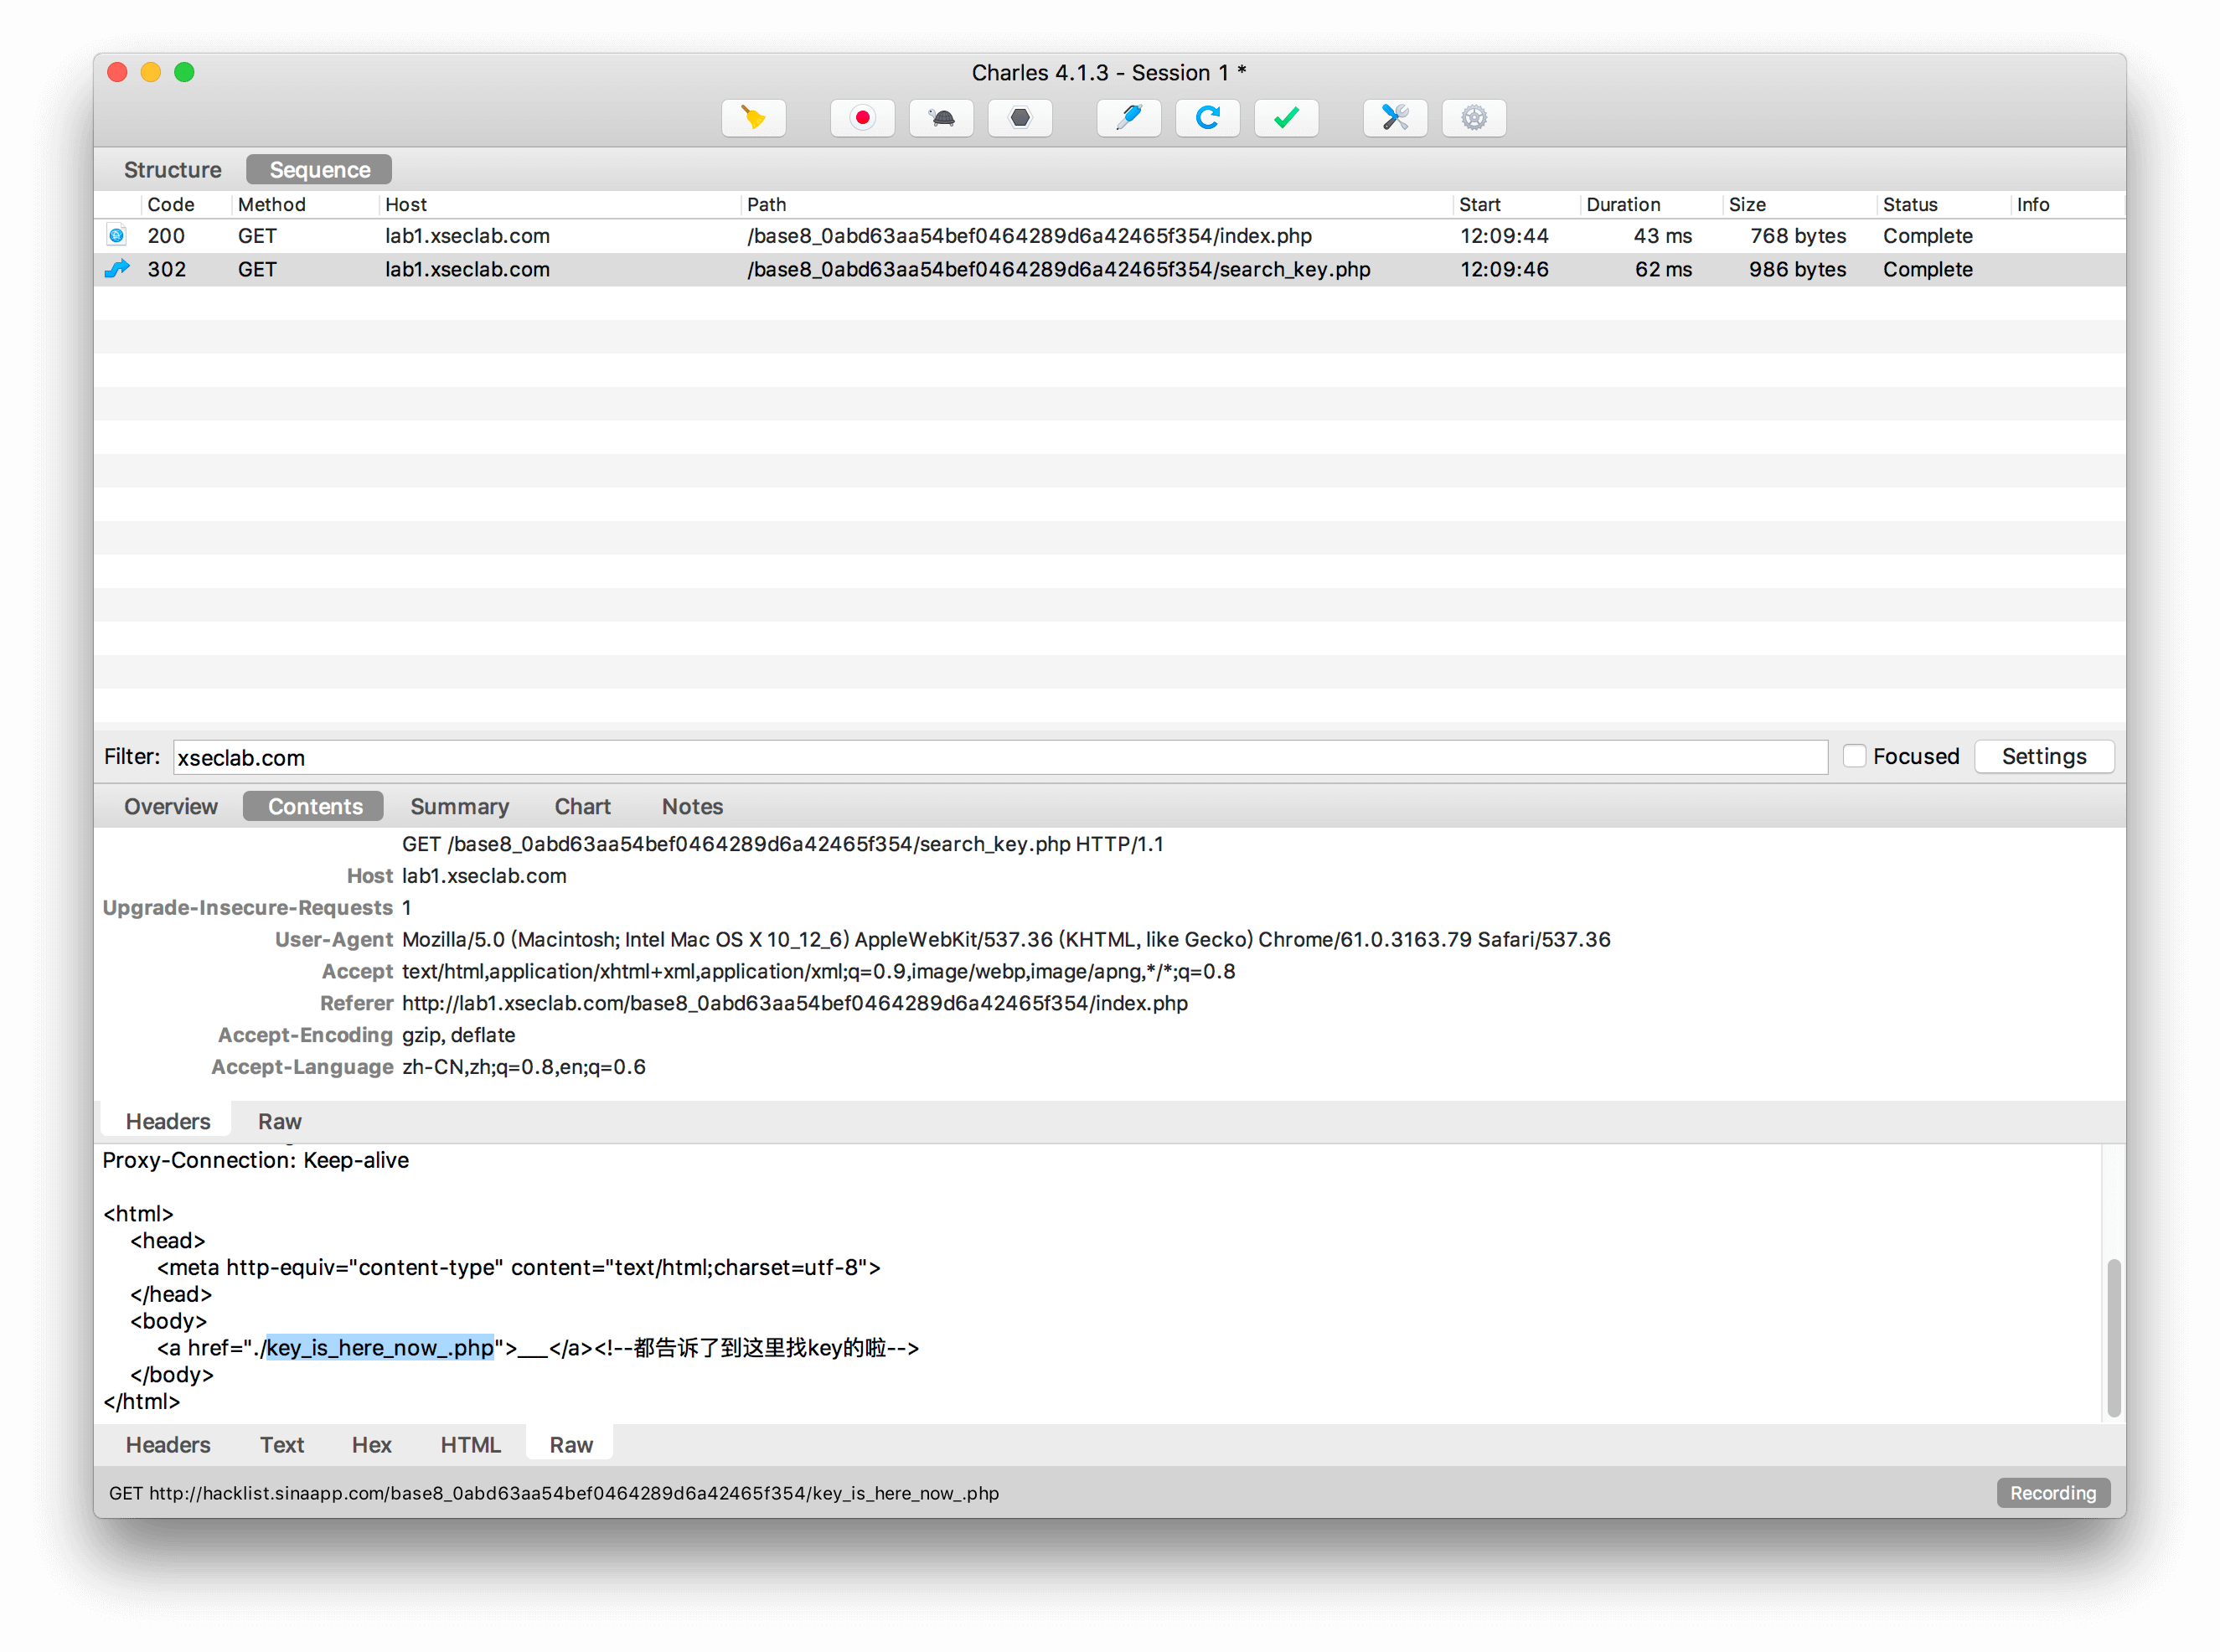 Charles 4.1.3 - Session 1 *
Structure Sequence
Code Method Host Path Start Duration Size Status Info
200 GET lab1.xseclab.com /base8_0abd63aa54bef0464289d6a42465f354/index.php 12:09:44 43 ms 768 bytes Complete
302 GET lab1.xseclab.com /base8_0abd63aa54bef0464289d6a42465f354/search_key.php 12:09:46 62 ms 986 bytes Complete
Filter: xseclab.com Focused Settings
Overview Contents Summary Chart Notes
GET /base8_0abd63aa54bef0464289d6a42465f354/search_key.php HTTP/1.1
Host lab1.xseclab.com
Upgrade-Insecure-Requests 1
User-Agent Mozilla/5.0 (Macintosh; Intel Mac OS X 10_12_6) AppleWebKit/537.36 (KHTML, like Gecko) Chrome/61.0.3163.79 Safari/537.36
Accept text/html,application/xhtml+xml,application/xml;q=0.9,image/webp,image/apng,*/*;q=0.8
Referer http://lab1.xseclab.com/base8_0abd63aa54bef0464289d6a42465f354/index.php
Accept-Encoding gzip, deflate
Accept-Language zh-CN,zh;q=0.8,en;q=0.6
Headers Raw
Proxy-Connection: Keep-alive
<html>
<head>
<meta http-equiv="content-type" content="text/html;charset=utf-8">
</head>
<body>
<a href="./key_is_here_now_.php">___</a><!--都告诉了到这里找key的啦-->
</body>
</html>
Headers Text Hex HTML Raw
GET http://hacklist.sinaapp.com/base8_0abd63aa54bef0464289d6a42465f354/key_is_here_now_.php Recording